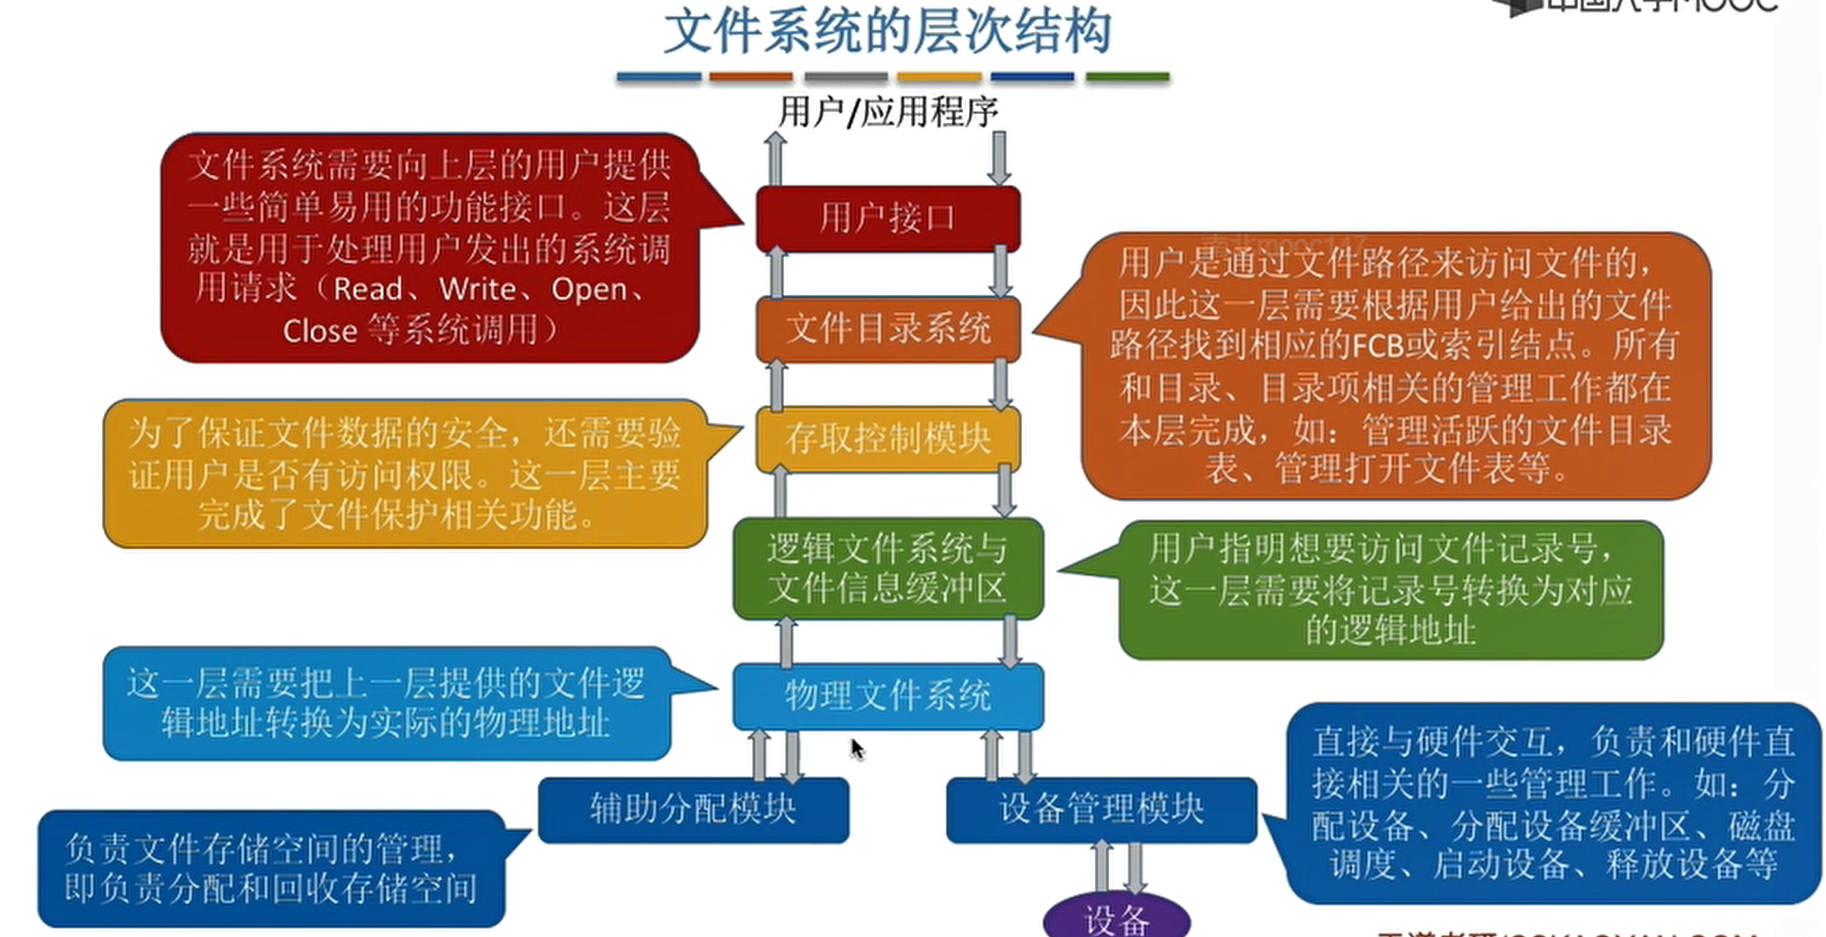 中国大学MOOC
文件系统的层次结构
用户/应用程序
文件系统需要向上层的用户提供
一些简单易用的功能接口。这层
就是用于处理用户发出的系统调
用请求（Read、Write、Open、
Close 等系统调用）
用户接口
用户是通过文件路径来访问文件的，
因此这一层需要根据用户给出的文件
路径找到相应的FCB或索引结点。所有
和目录、目录项相关的管理工作都在
本层完成，如：管理活跃的文件目录
表、管理打开文件表等。
文件目录系统
为了保证文件数据的安全，还需要验
证用户是否有访问权限。这一层主要
完成了文件保护相关功能。
存取控制模块
逻辑文件系统与
文件信息缓冲区
用户指明想要访问文件记录号，
这一层需要将记录号转换为对应
的逻辑地址
这一层需要把上一层提供的文件逻
辑地址转换为实际的物理地址
物理文件系统
辅助分配模块
设备管理模块
直接与硬件交互，负责和硬件直
接相关的一些管理工作。如：分
配设备、分配设备缓冲区、磁盘
调度、启动设备、释放设备等
负责文件存储空间的管理，
即负责分配和回收存储空间
设备